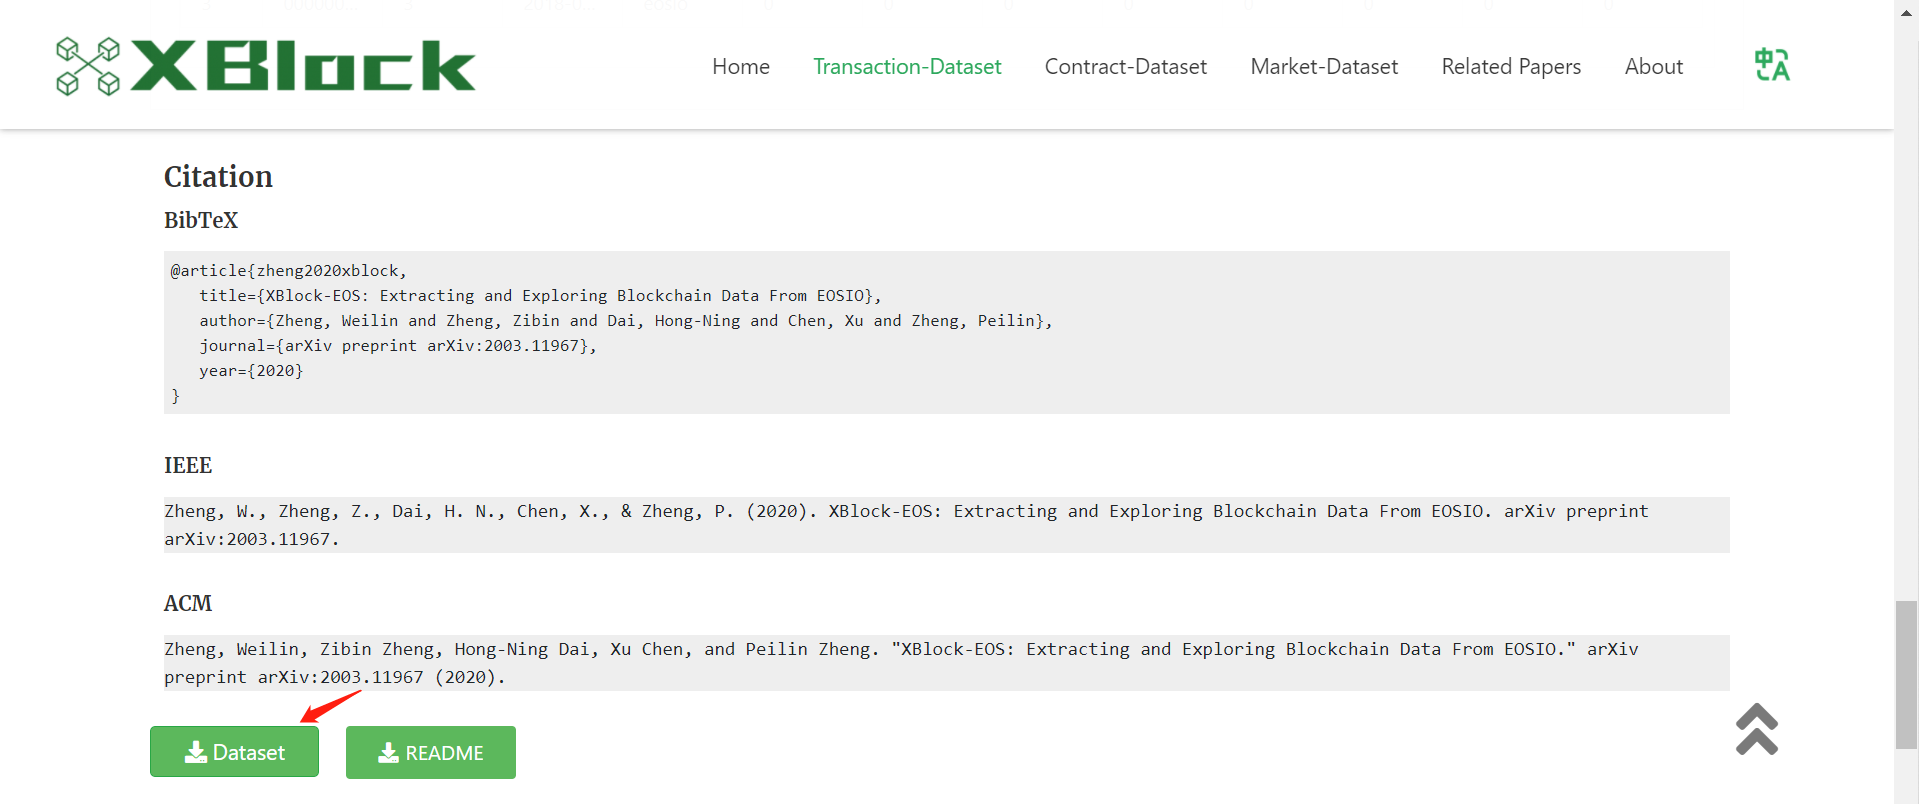 XBlock
Home Transaction-Dataset Contract-Dataset Market-Dataset Related Papers About
中A
Citation
BibTeX
@article{zheng2020xblock,
title={XBlock-EOS: Extracting and Exploring Blockchain Data From EOSIO},
author={Zheng, Weilin and Zheng, Zibin and Dai, Hong-Ning and Chen, Xu and Zheng, Peilin},
journal={arXiv preprint arXiv:2003.11967},
year={2020}
}
IEEE
Zheng, W., Zheng, Z., Dai, H. N., Chen, X., & Zheng, P. (2020). XBlock-EOS: Extracting and Exploring Blockchain Data From EOSIO. arXiv preprint
arXiv:2003.11967.
ACM
Zheng, Weilin, Zibin Zheng, Hong-Ning Dai, Xu Chen, and Peilin Zheng. "XBlock-EOS: Extracting and Exploring Blockchain Data From EOSIO." arXiv
preprint arXiv:2003.11967 (2020).
Dataset README